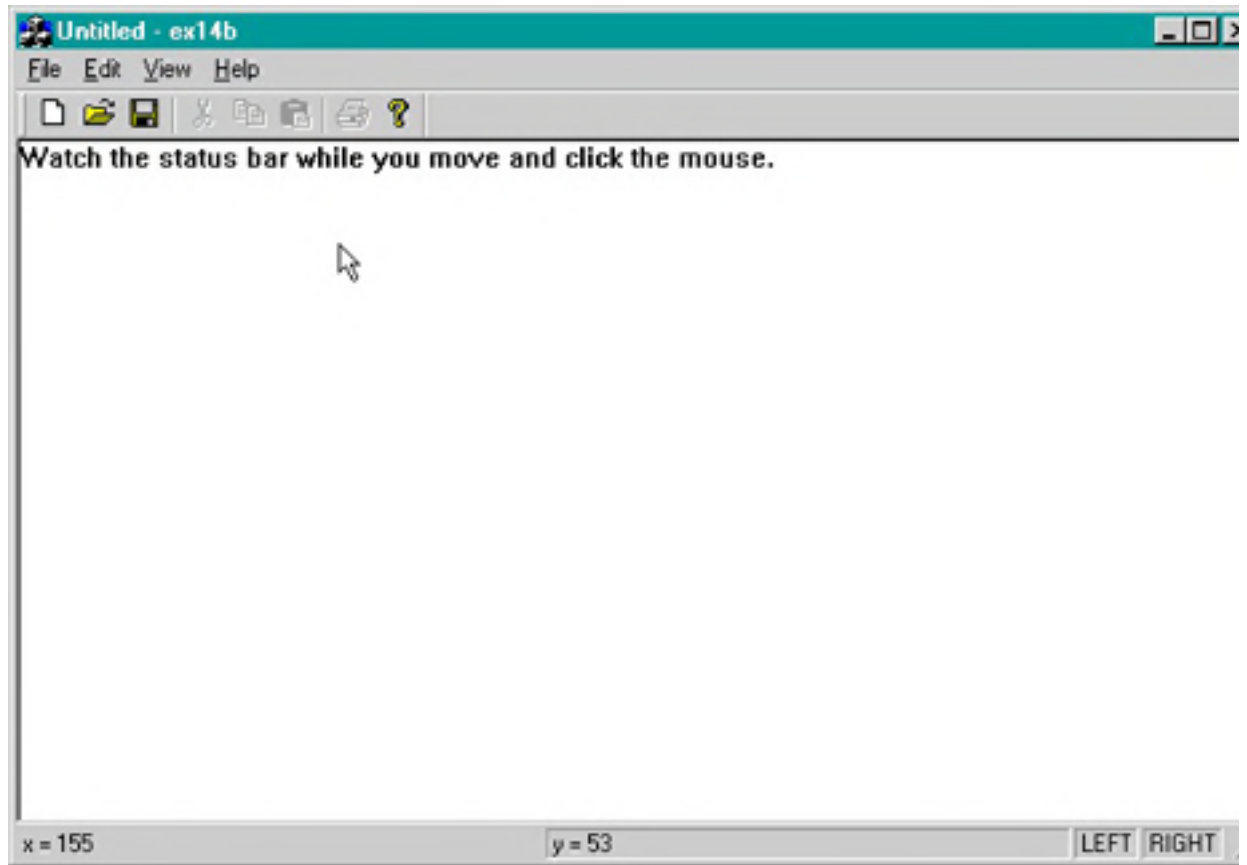 Untitled - ex14b
File Edit View Help
Watch the status bar while you move and click the mouse.
x = 155 y = 53 LEFT RIGHT